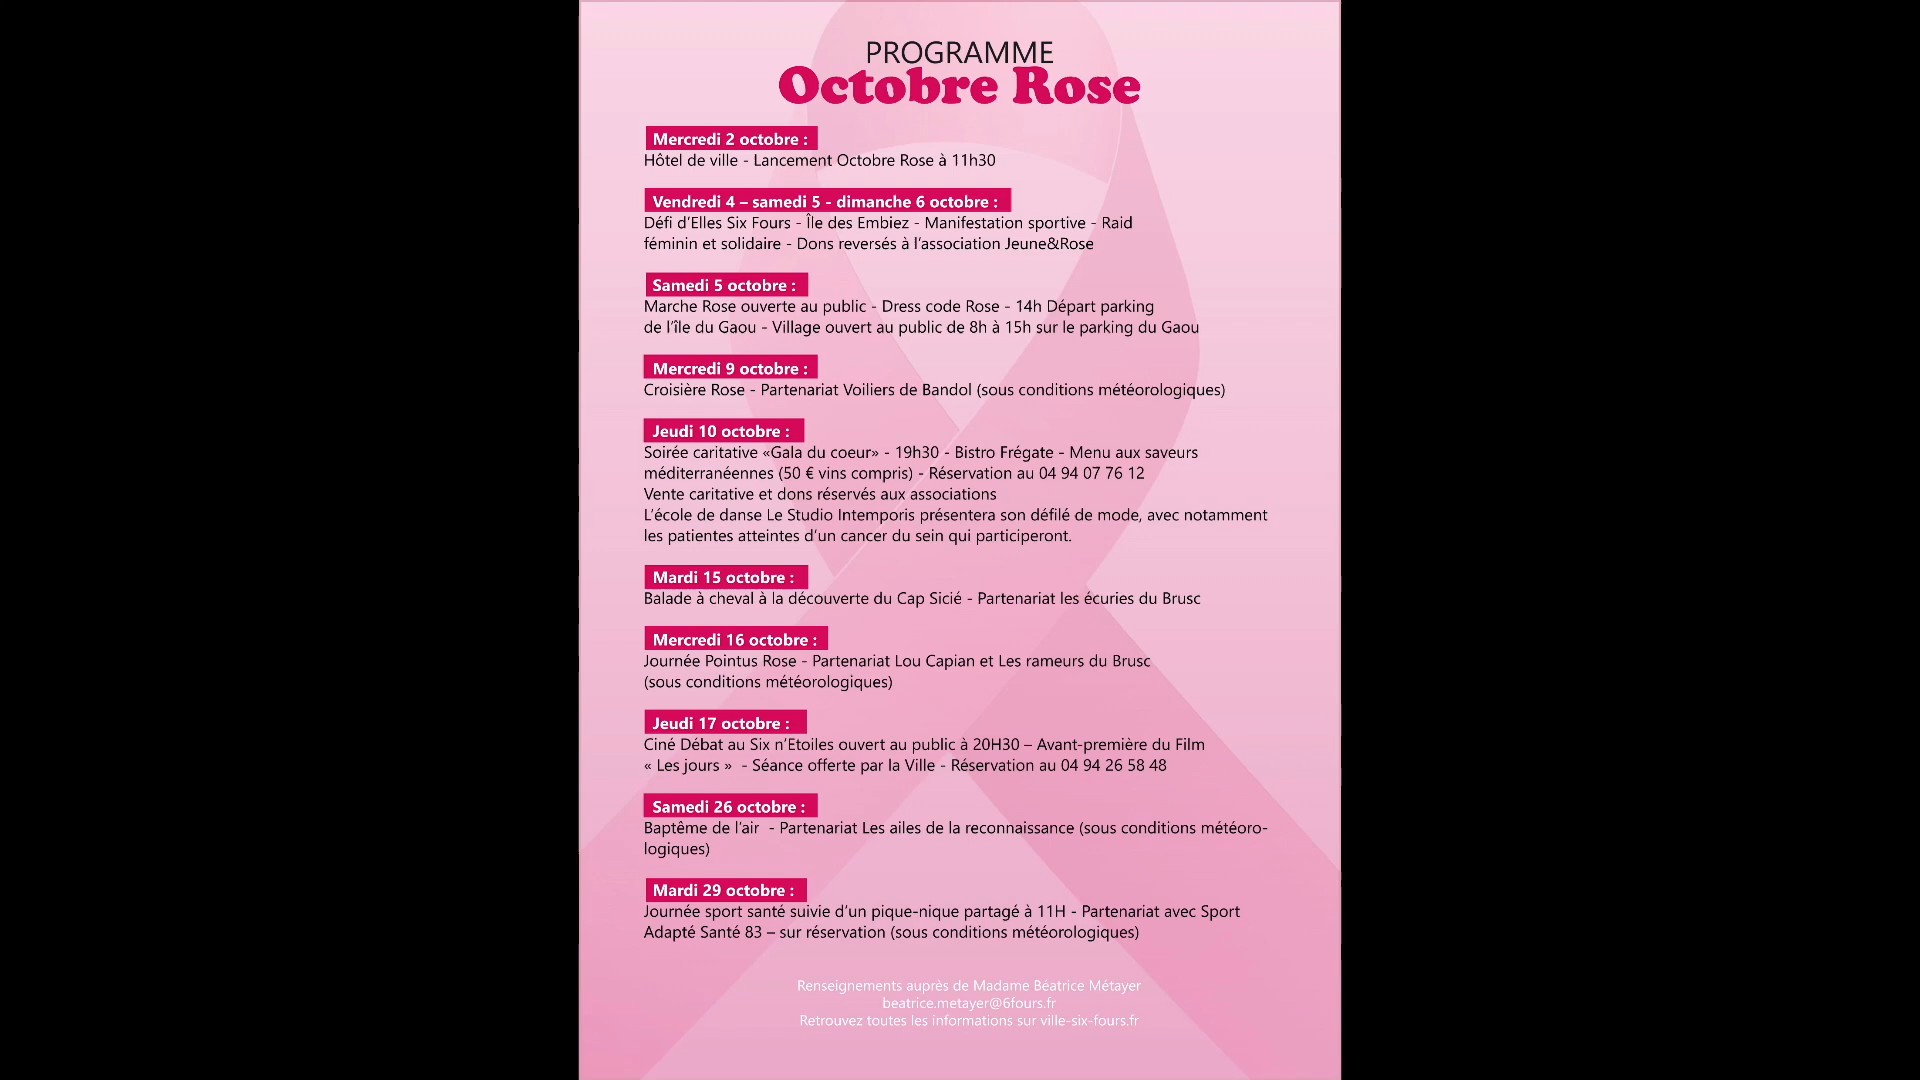 PROGRAMME
Octobre Rose
Mercredi 2 octobre :
Hôtel de ville - Lancement Octobre Rose à 11h30
Vendredi 4 – samedi 5 - dimanche 6 octobre :
Défi d’Elles Six Fours - Île des Embiez - Manifestation sportive - Raid
féminin et solidaire - Dons reversés à l’association Jeune&Rose
Samedi 5 octobre :
Marche Rose ouverte au public - Dress code Rose - 14h Départ parking
de l’île du Gaou - Village ouvert au public de 8h à 15h sur le parking du Gaou
Mercredi 9 octobre :
Croisière Rose - Partenariat Voiliers de Bandol (sous conditions météorologiques)
Jeudi 10 octobre :
Soirée caritative «Gala du coeur» - 19h30 - Bistro Frégate - Menu aux saveurs
méditerranéennes (50 € vins compris) - Réservation au 04 94 07 76 12
Vente caritative et dons réservés aux associations
L’école de danse Le Studio Intemporis présentera son défilé de mode, avec notamment
les patientes atteintes d’un cancer du sein qui participeront.
Mardi 15 octobre :
Balade à cheval à la découverte du Cap Sicié - Partenariat les écuries du Brusc
Mercredi 16 octobre :
Journée Pointus Rose - Partenariat Lou Capian et Les rameurs du Brusc
(sous conditions météorologiques)
Jeudi 17 octobre :
Ciné Débat au Six n’Etoiles ouvert au public à 20H30 – Avant-première du Film
« Les jours »  - Séance offerte par la Ville - Réservation au 04 94 26 58 48
Samedi 26 octobre :
Baptême de l’air  - Partenariat Les ailes de la reconnaissance (sous conditions météoro-
logiques)
Mardi 29 octobre :
Journée sport santé suivie d’un pique-nique partagé à 11H - Partenariat avec Sport
Adapté Santé 83 – sur réservation (sous conditions météorologiques)
Renseignements auprès de Madame Béatrice Métayer
beatrice.metayer@6fours.fr
Retrouvez toutes les informations sur ville-six-fours.fr